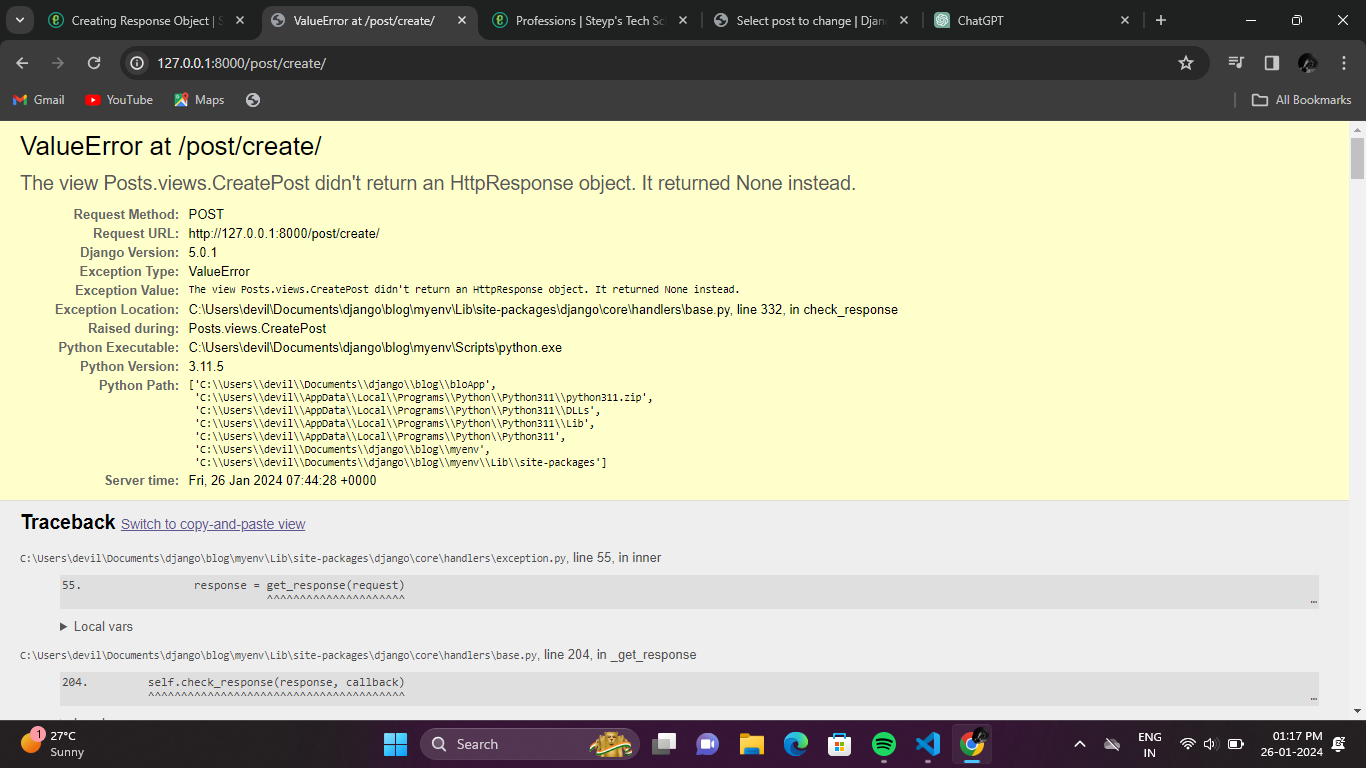 Creating Response Object | S
ValueError at /post/create/
Professions | Steyp's Tech Sc
Select post to change | Djan
ChatGPT
127.0.0.1:8000/post/create/
Gmail
YouTube
Maps
All Bookmarks
ValueError at /post/create/
The view Posts.views.CreatePost didn't return an HttpResponse object. It returned None instead.
Request Method: POST
Request URL: http://127.0.0.1:8000/post/create/
Django Version: 5.0.1
Exception Type: ValueError
Exception Value: The view Posts.views.CreatePost didn't return an HttpResponse object. It returned None instead.
Exception Location: C:\Users\devil\Documents\django\blog\myenv\Lib\site-packages\django\core\handlers\base.py, line 332, in check_response
Raised during: Posts.views.CreatePost
Python Executable: C:\Users\devil\Documents\django\blog\myenv\Scripts\python.exe
Python Version: 3.11.5
Python Path: ['C:\\Users\\devil\\Documents\\django\\blog\\bloApp',
'C:\\Users\\devil\\AppData\\Local\\Programs\\Python\\Python311\\python311.zip',
'C:\\Users\\devil\\AppData\\Local\\Programs\\Python\\Python311\\DLLs',
'C:\\Users\\devil\\AppData\\Local\\Programs\\Python\\Python311\\Lib',
'C:\\Users\\devil\\AppData\\Local\\Programs\\Python\\Python311',
'C:\\Users\\devil\\Documents\\django\\blog\\myenv',
'C:\\Users\\devil\\Documents\\django\\blog\\myenv\\Lib\\site-packages']
Server time: Fri, 26 Jan 2024 07:44:28 +0000
Traceback Switch to copy-and-paste view
C:\Users\devil\Documents\django\blog\myenv\Lib\site-packages\django\core\handlers\exception.py, line 55, in inner
55. response = get_response(request)
^^^^^^^^^^^^^^^^^^^^^
…
Local vars
C:\Users\devil\Documents\django\blog\myenv\Lib\site-packages\django\core\handlers\base.py, line 204, in _get_response
204. self.check_response(response, callback)
^^^^^^^^^^^^^^^^^^^^^^^^^^^^^^^^^^^^^^^
…
1
27°C
Sunny
Search
ENG
IN
01:17 PM
26-01-2024